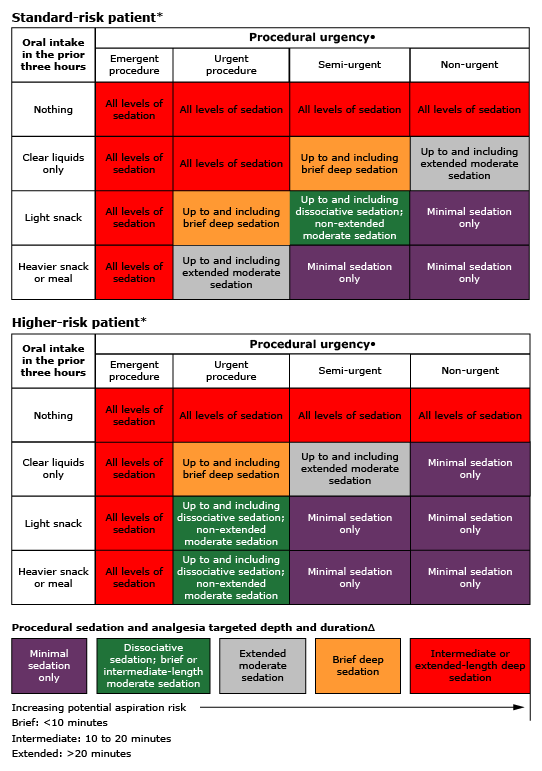 Standard-risk patient*
Oral intake
in the prior
three hours
Procedural urgency•
Emergent
procedure
Urgent
procedure
Semi-urgent
Non-urgent
Nothing
All levels of
sedation
All levels of sedation
All levels of sedation
All levels of sedation
Clear liquids
only
All levels of
sedation
All levels of sedation
Up to and including
brief deep sedation
Up to and including
extended moderate
sedation
Light snack
All levels of
sedation
Up to and including
brief deep sedation
Up to and including
dissociative sedation;
non-extended
moderate sedation
Minimal sedation
only
Heavier snack
or meal
All levels of
sedation
Up to and including
extended moderate
sedation
Minimal sedation
only
Minimal sedation
only
Higher-risk patient*
Oral intake
in the prior
three hours
Procedural urgency•
Emergent
procedure
Urgent
procedure
Semi-urgent
Non-urgent
Nothing
All levels of
sedation
All levels of sedation
All levels of sedation
All levels of sedation
Clear liquids
only
All levels of
sedation
Up to and including
brief deep sedation
Up to and including
extended moderate
sedation
Minimal sedation
only
Light snack
All levels of
sedation
Up to and including
dissociative sedation;
non-extended
moderate sedation
Minimal sedation
only
Minimal sedation
only
Heavier snack
or meal
All levels of
sedation
Up to and including
dissociative sedation;
non-extended
moderate sedation
Minimal sedation
only
Minimal sedation
only
Procedural sedation and analgesia targeted depth and durationΔ
Minimal
sedation
only
Dissociative
sedation; brief or
intermediate-length
moderate sedation
Extended
moderate
sedation
Brief deep
sedation
Intermediate or
extended-length deep
sedation
Increasing potential aspiration risk
Brief: <10 minutes
Intermediate: 10 to 20 minutes
Extended: >20 minutes